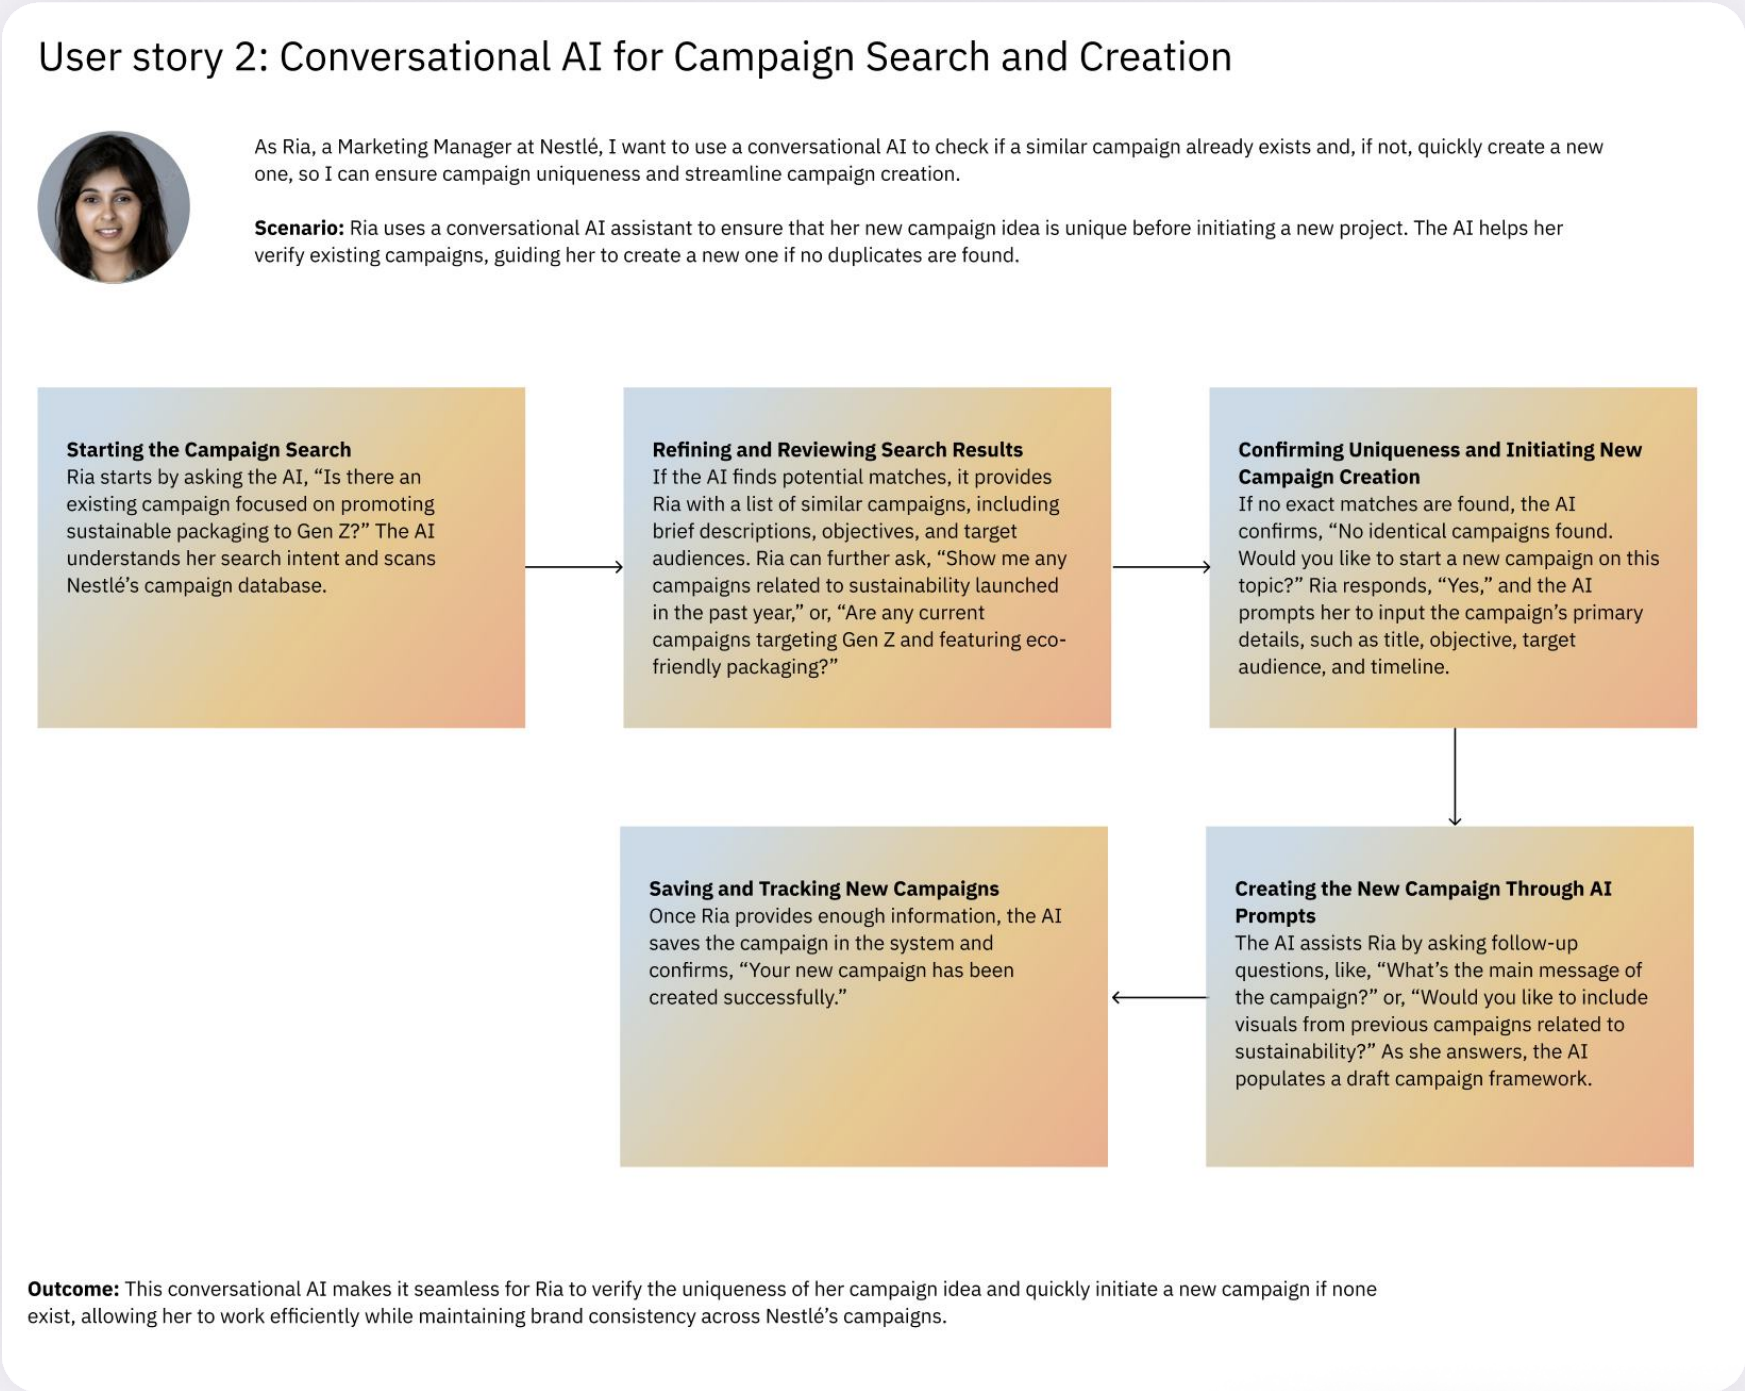 User story 2: Conversational AI for Campaign Search and Creation
As Ria, a Marketing Manager at Nestlé, I want to use a conversational AI to check if a similar campaign already exists and, if not, quickly create a new
one, so I can ensure campaign uniqueness and streamline campaign creation.
Scenario: Ria uses a conversational AI assistant to ensure that her new campaign idea is unique before initiating a new project. The AI helps her
verify existing campaigns, guiding her to create a new one if no duplicates are found.
Starting the Campaign Search
Ria starts by asking the AI, “Is there an
existing campaign focused on promoting
sustainable packaging to Gen Z?” The AI
understands her search intent and scans
Nestlé’s campaign database.
Refining and Reviewing Search Results
If the AI finds potential matches, it provides
Ria with a list of similar campaigns, including
brief descriptions, objectives, and target
audiences. Ria can further ask, “Show me any
campaigns related to sustainability launched
in the past year,” or, “Are any current
campaigns targeting Gen Z and featuring eco-
friendly packaging?”
Confirming Uniqueness and Initiating New
Campaign Creation
If no exact matches are found, the AI
confirms, “No identical campaigns found.
Would you like to start a new campaign on this
topic?” Ria responds, “Yes,” and the AI
prompts her to input the campaign’s primary
details, such as title, objective, target
audience, and timeline.
Creating the New Campaign Through AI
Prompts
The AI assists Ria by asking follow-up
questions, like, “What’s the main message of
the campaign?” or, “Would you like to include
visuals from previous campaigns related to
sustainability?” As she answers, the AI
populates a draft campaign framework.
Saving and Tracking New Campaigns
Once Ria provides enough information, the AI
saves the campaign in the system and
confirms, “Your new campaign has been
created successfully.”
Outcome: This conversational AI makes it seamless for Ria to verify the uniqueness of her campaign idea and quickly initiate a new campaign if none
exist, allowing her to work efficiently while maintaining brand consistency across Nestlé’s campaigns.